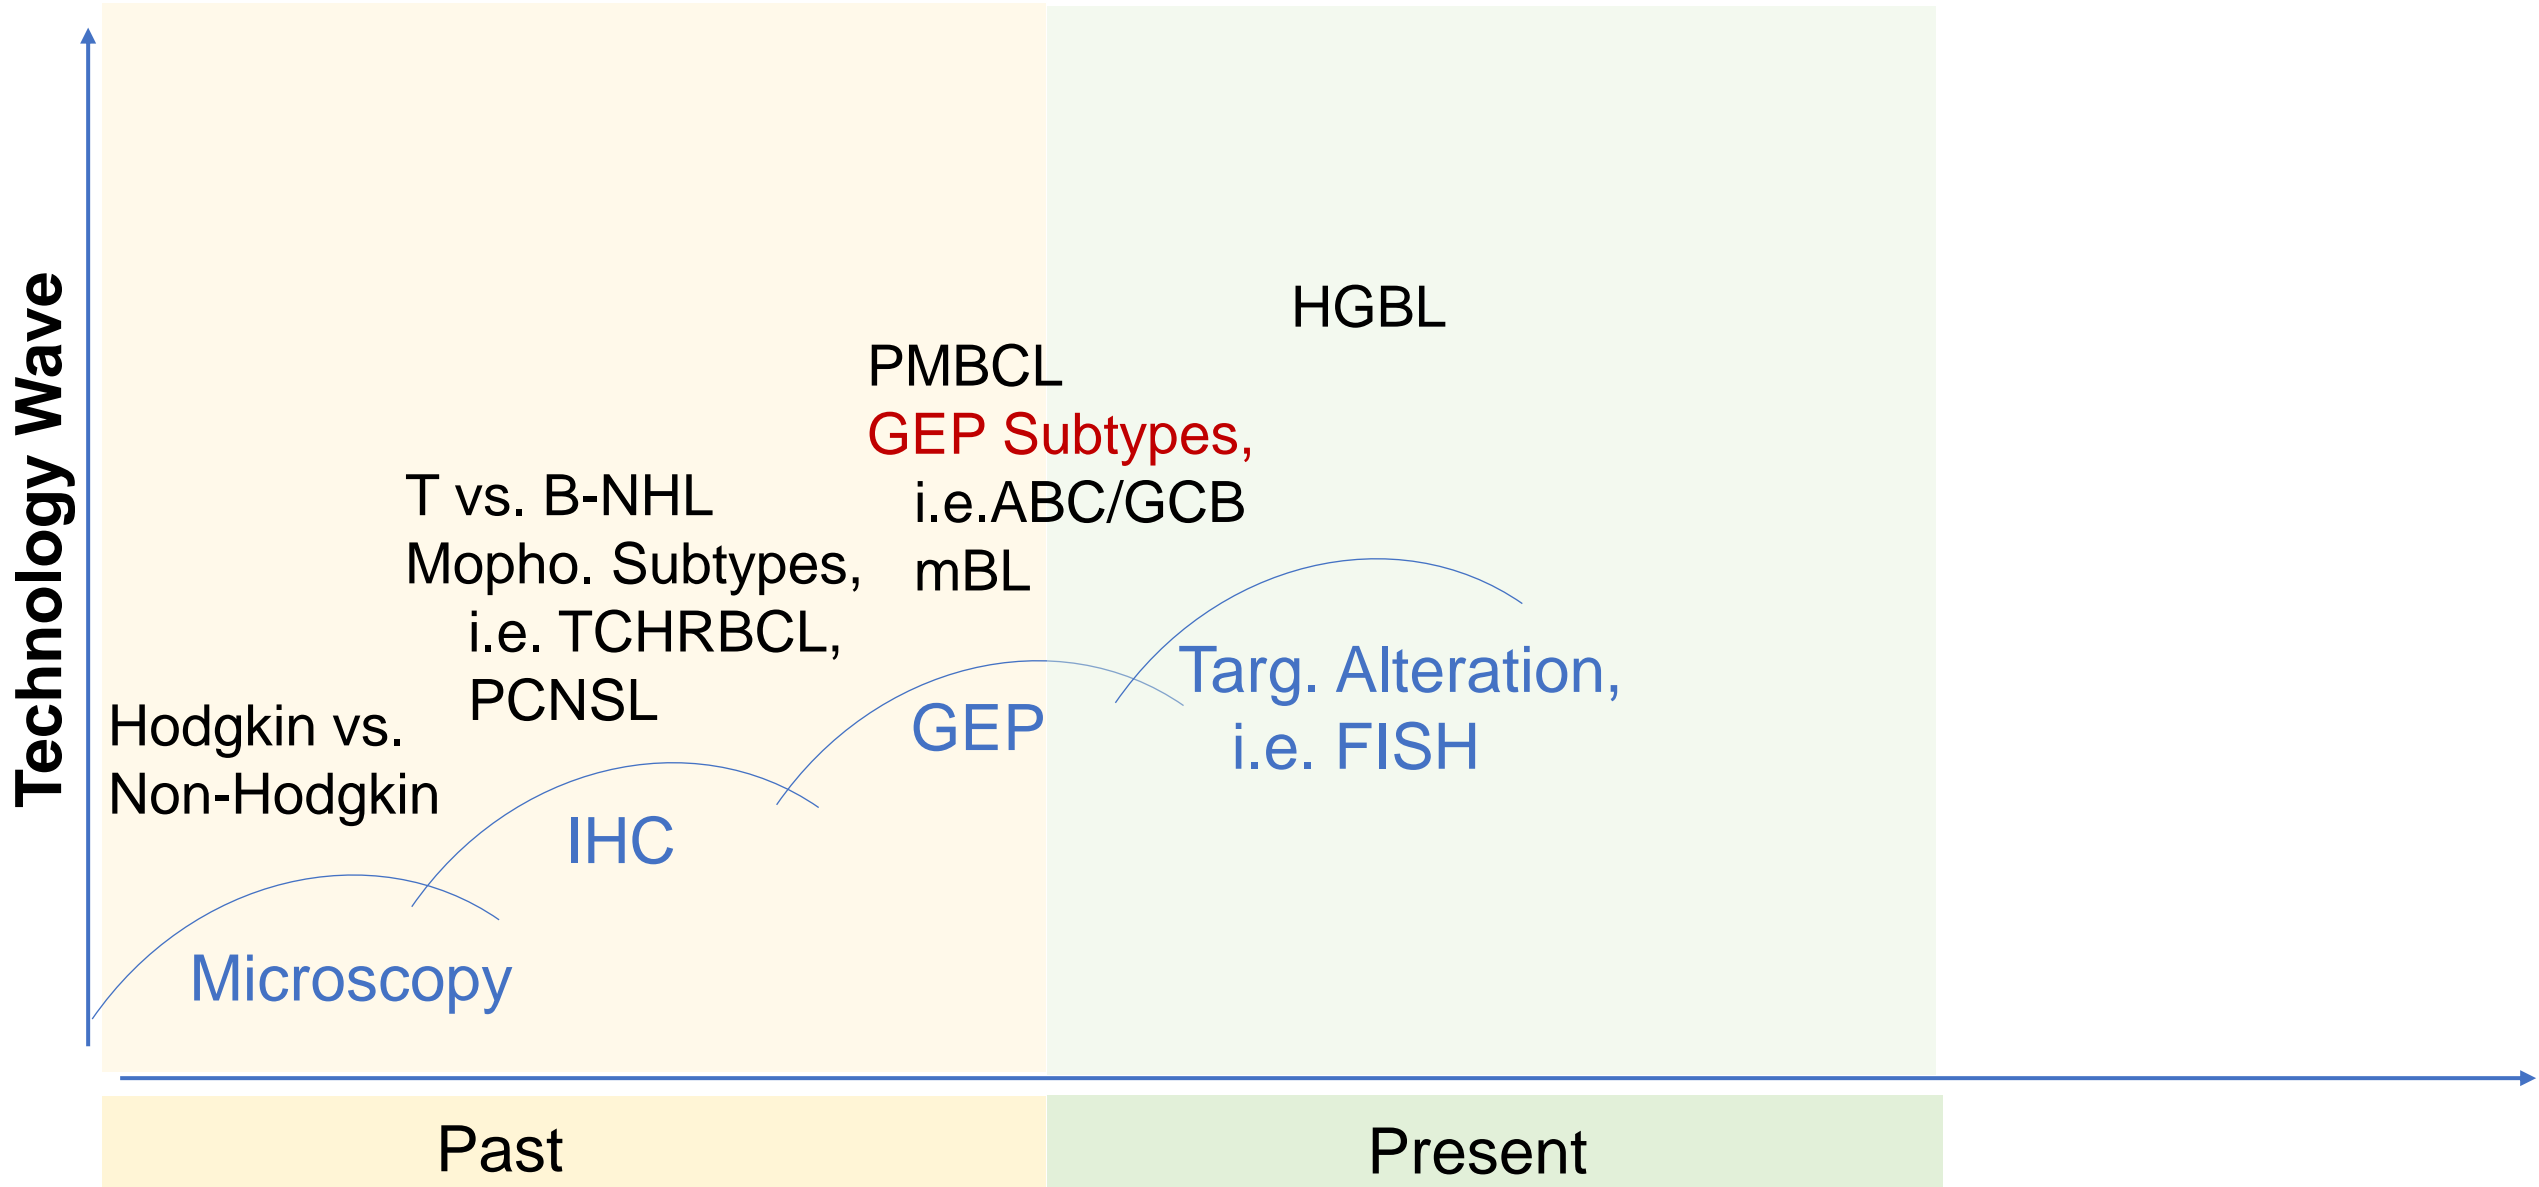 Technology Wave
Hodgkin vs.
Non-Hodgkin
Microscopy
T vs. B-NHL
Mopho. Subtypes,
i.e. TCHRBCL,
PCNSL
IHC
PMBCL
GEP Subtypes,
i.e.ABC/GCB
mBL
GEP
HGBL
Targ. Alteration,
i.e. FISH
Past
Present